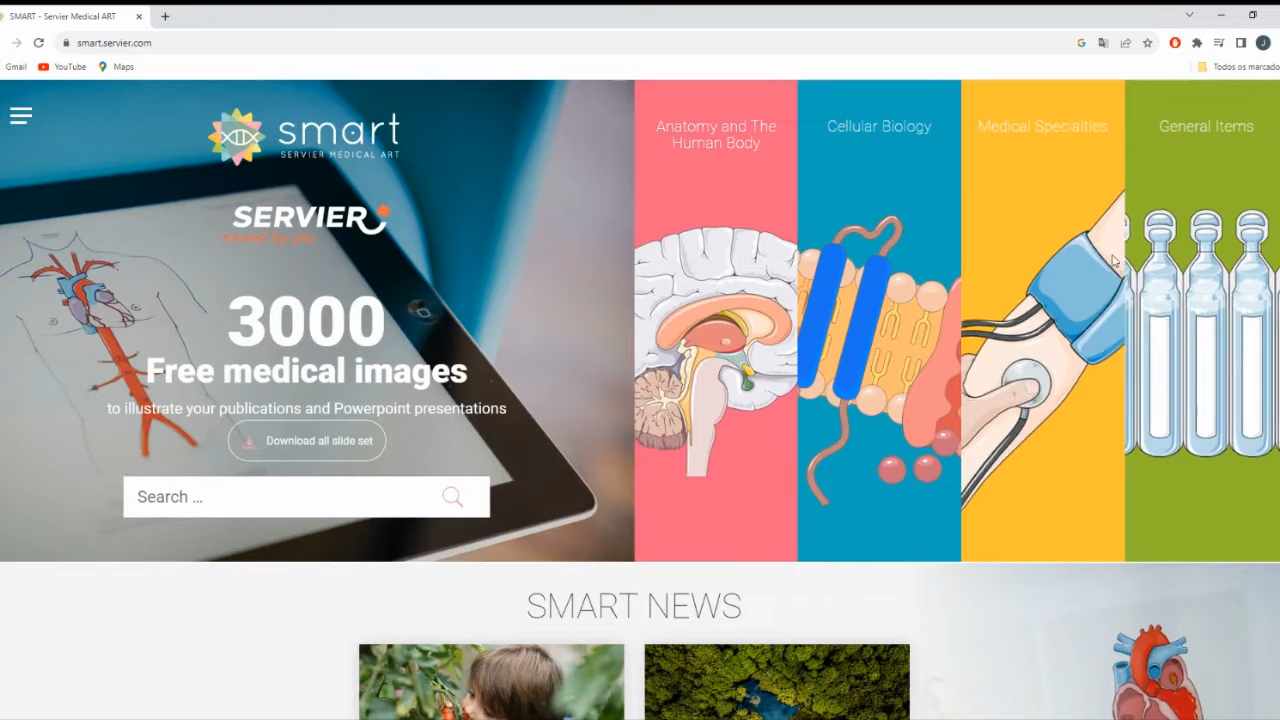 SMART - Servier Medical ART
smart.servier.com
Gmail
YouTube
Maps
Todos os marcado
smart
SERVIER MEDICAL ART
SERVIER
moved by you
3000
Free medical images
to illustrate your publications and Powerpoint presentations
Download all slide set
Search ...
Anatomy and The
Human Body
Cellular Biology
Medical Specialties
General Items
SMART NEWS